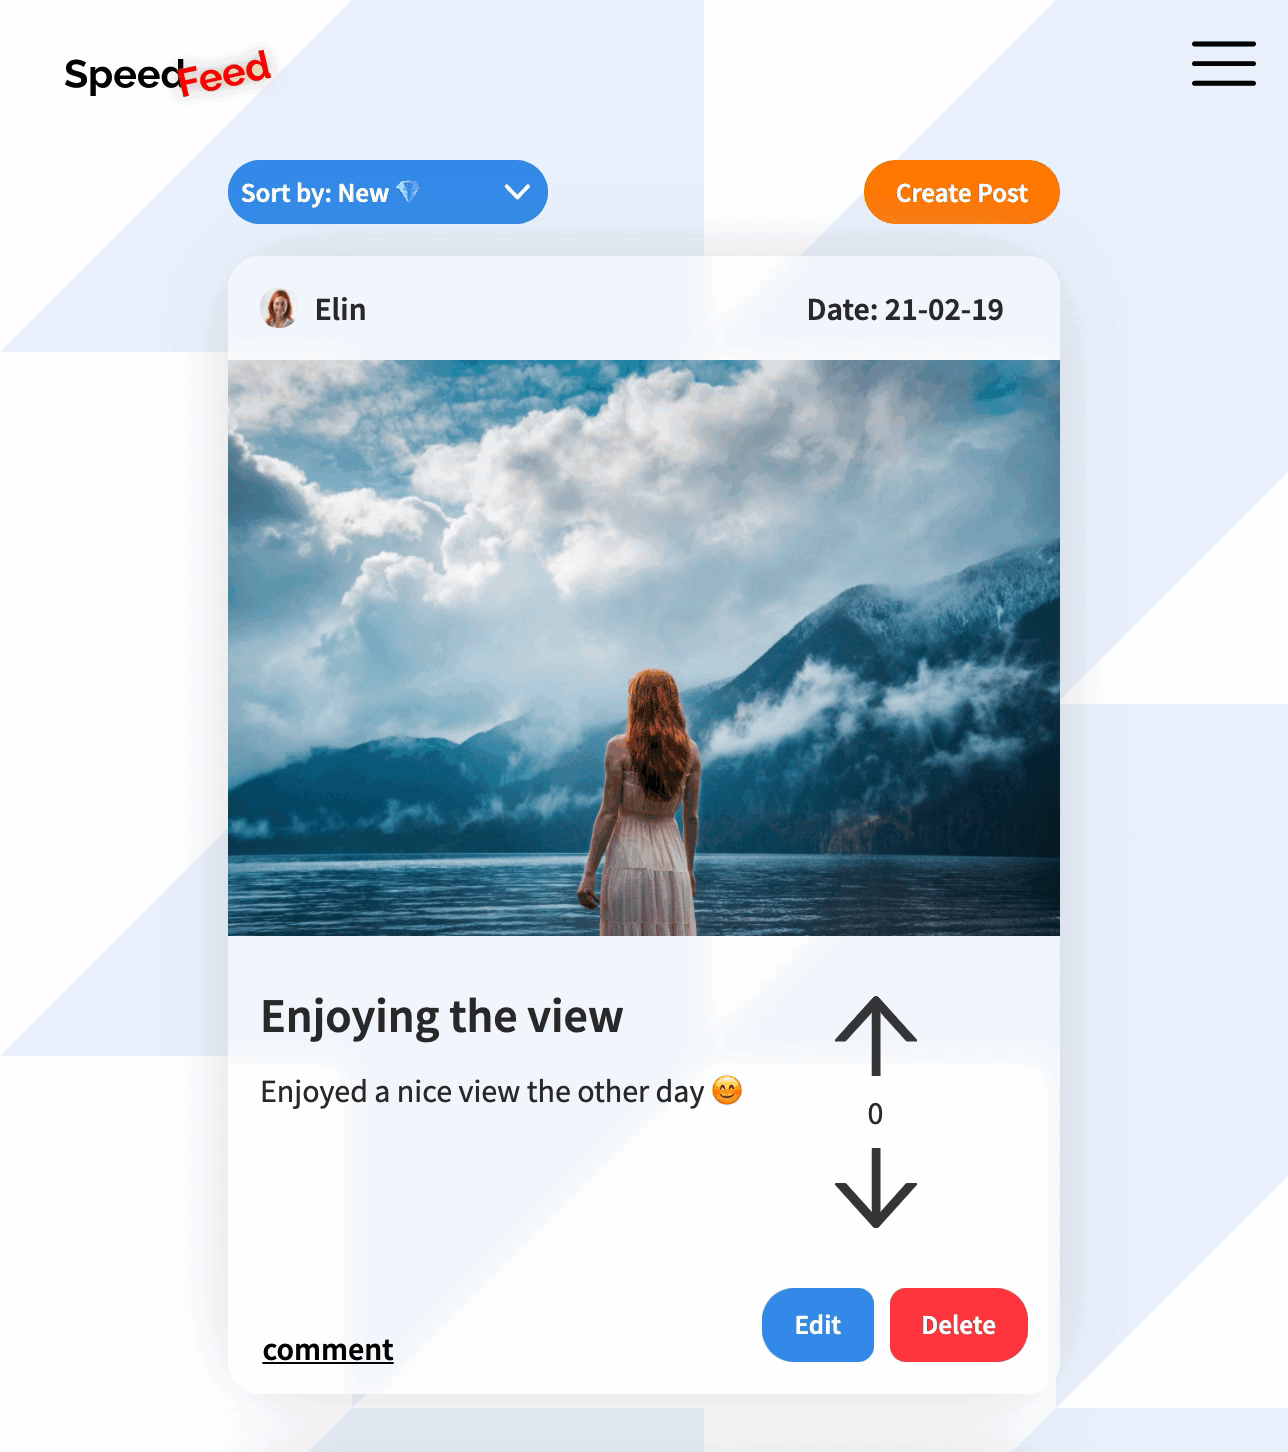 SpeedFeed
Sort by: New 💎
Create Post
Elin
Date: 21-02-19
Enjoying the view
Enjoyed a nice view the other day 😊
0
Edit
Delete
comment